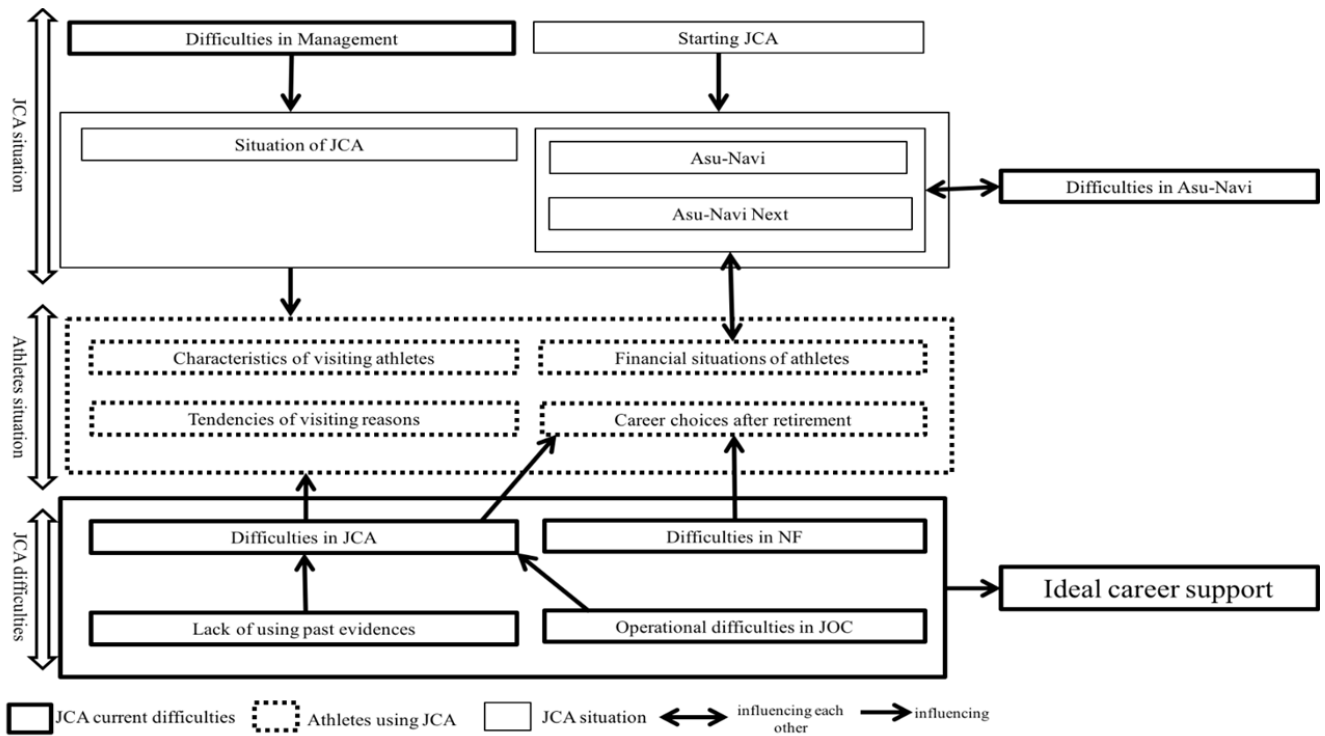 Difficulties in Management
Starting JCA
JCA situation
Situation of JCA
Asu-Navi
Asu-Navi Next
Difficulties in Asu-Navi
Athletes situation
Characteristics of visiting athletes
Financial situations of athletes
Tendencies of visiting reasons
Career choices after retirement
JCA difficulties
Difficulties in JCA
Difficulties in NF
Lack of using past evidences
Operational difficulties in JOC
Ideal career support
JCA current difficulties
Athletes using JCA
JCA situation
influencing each
other
influencing